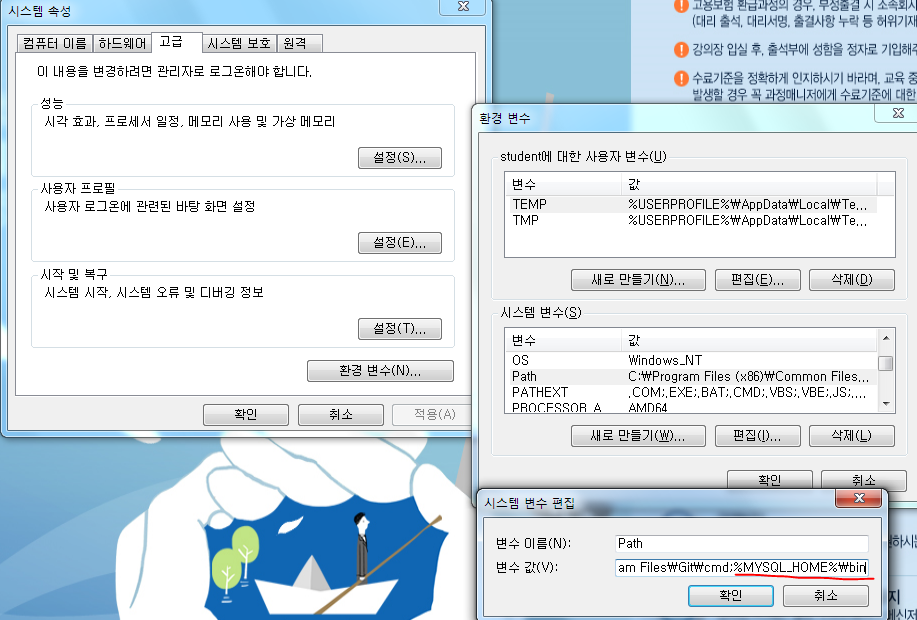 시스템 속성
컴퓨터 이름 하드웨어 고급 시스템 보호 원격
이 내용을 변경하려면 관리자로 로그온해야 합니다.
성능
시각 효과, 프로세서 일정, 메모리 사용 및 가상 메모리
설정(S)...
사용자 프로필
사용자 로그온에 관련된 바탕 화면 설정
설정(E)...
시작 및 복구
시스템 시작, 시스템 오류 및 디버깅 정보
설정(T)...
환경 변수(N)...
확인 취소 적용(A)
고용보험 환급과정의 경우, 부정출결 시 소속회사
(대리 출석, 대리서명, 출결사항 누락 등 허위기재
강의장 입실 후, 출석부에 성함을 정자로 기입해주
수료기준을 정확하게 인지하시기 바라며, 교육 중
발생할 경우 꼭 과정매니저에게 수료기준에 대한
환경 변수
student에 대한 사용자 변수(U)
변수 값
TEMP %USERPROFILE%₩AppData₩Local₩Te...
TMP %USERPROFILE%₩AppData₩Local₩Te...
새로 만들기(N)... 편집(E)... 삭제(D)
시스템 변수(S)
변수 값
OS Windows_NT
Path C:₩Program Files (x86)₩Common Files...
PATHEXT .COM;.EXE;.BAT;.CMD;.VBS;.VBE;.JS;...
PROCESSOR_A AMD64
새로 만들기(W)... 편집(I)... 삭제(L)
확인 취소
시스템 변수 편집
변수 이름(N): Path
변수 값(V): am Files₩Git₩cmd;%MYSQL_HOME%₩bin
확인 취소